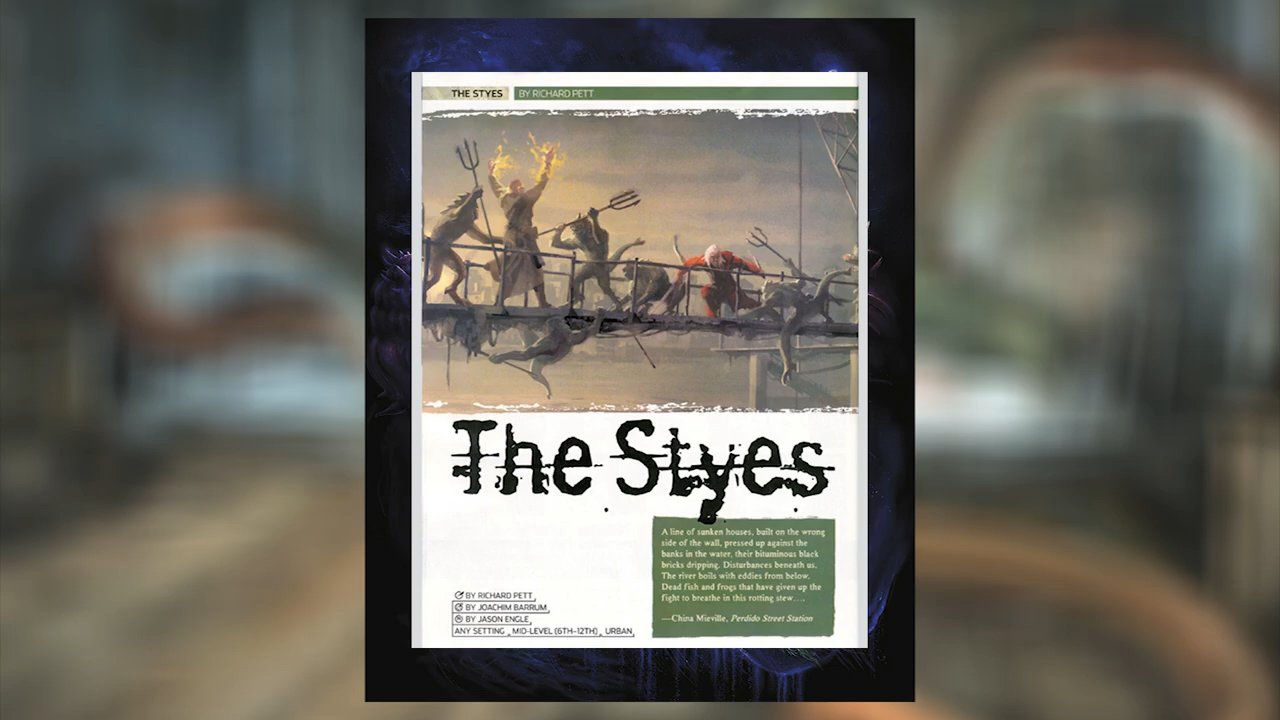 THE STYES BY RICHARD PETT
The Styes
A line of sunken houses, built on the wrong
side of the wall, pressed up against the
banks in the water, their bituminous black
bricks dripping. Disturbances beneath us.
The river boils with eddies from below.
Dead fish and frogs that have given up the
fight to breathe in this rotting stew....
—China Mieville, Perdido Street Station
BY RICHARD PETT
BY JOACHIM BARRUM
BY JASON ENGLE
ANY SETTING MID-LEVEL (6TH-12TH) URBAN